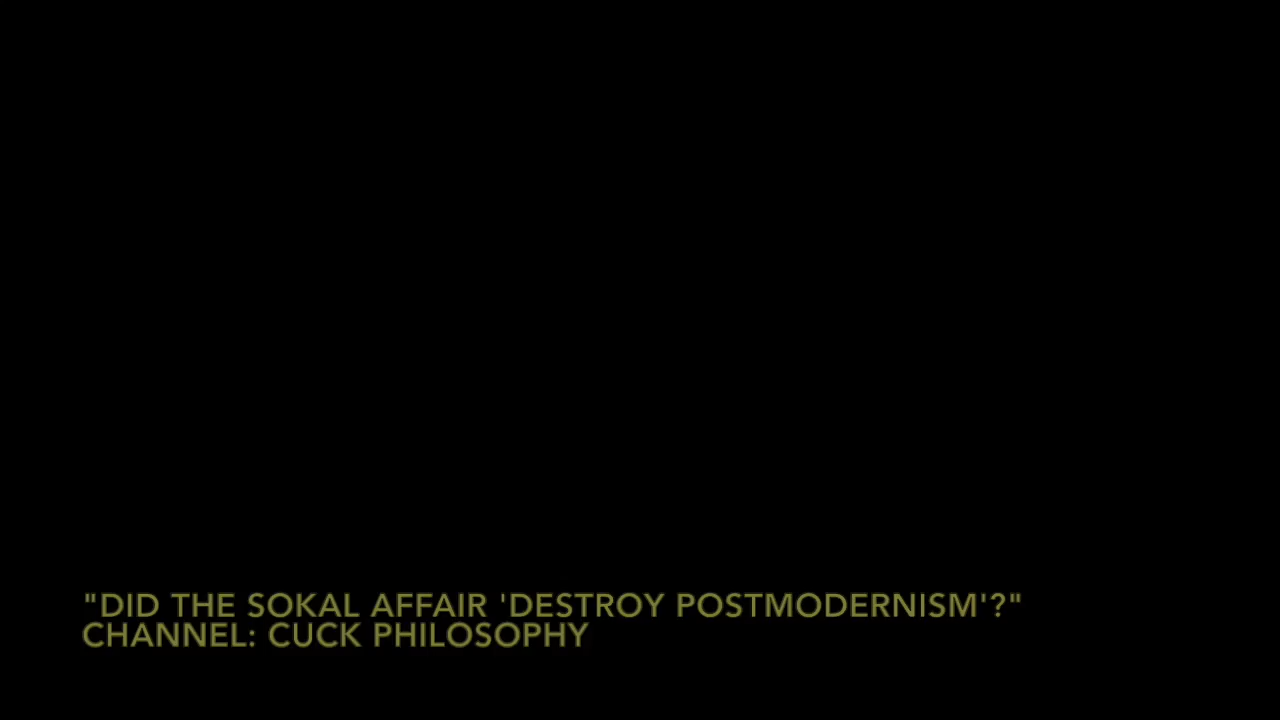 "DID THE SOKAL AFFAIR 'DESTROY POSTMODERNISM'?"
CHANNEL: CUCK PHILOSOPHY